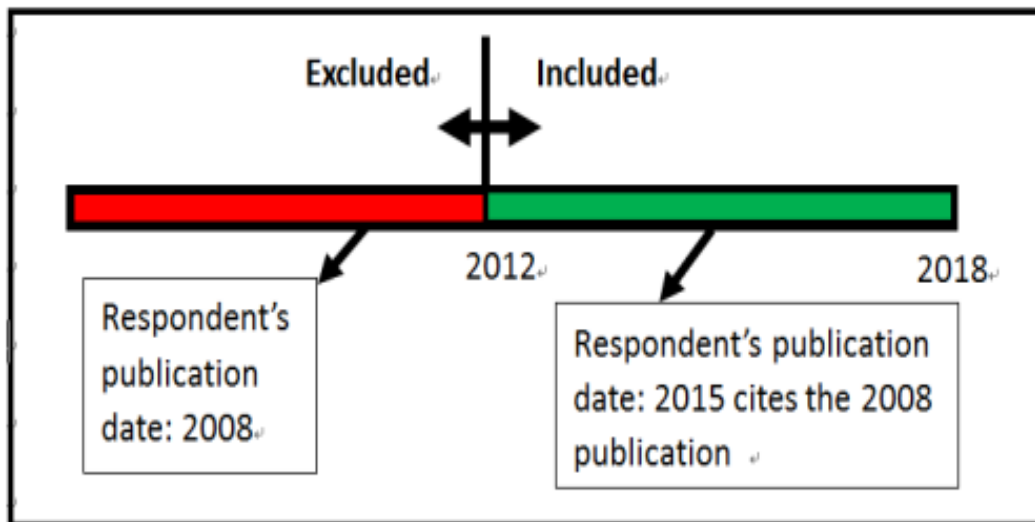 Excluded
Included
2012
2018
Respondent’s
publication
date: 2008
Respondent’s publication
date: 2015 cites the 2008
publication